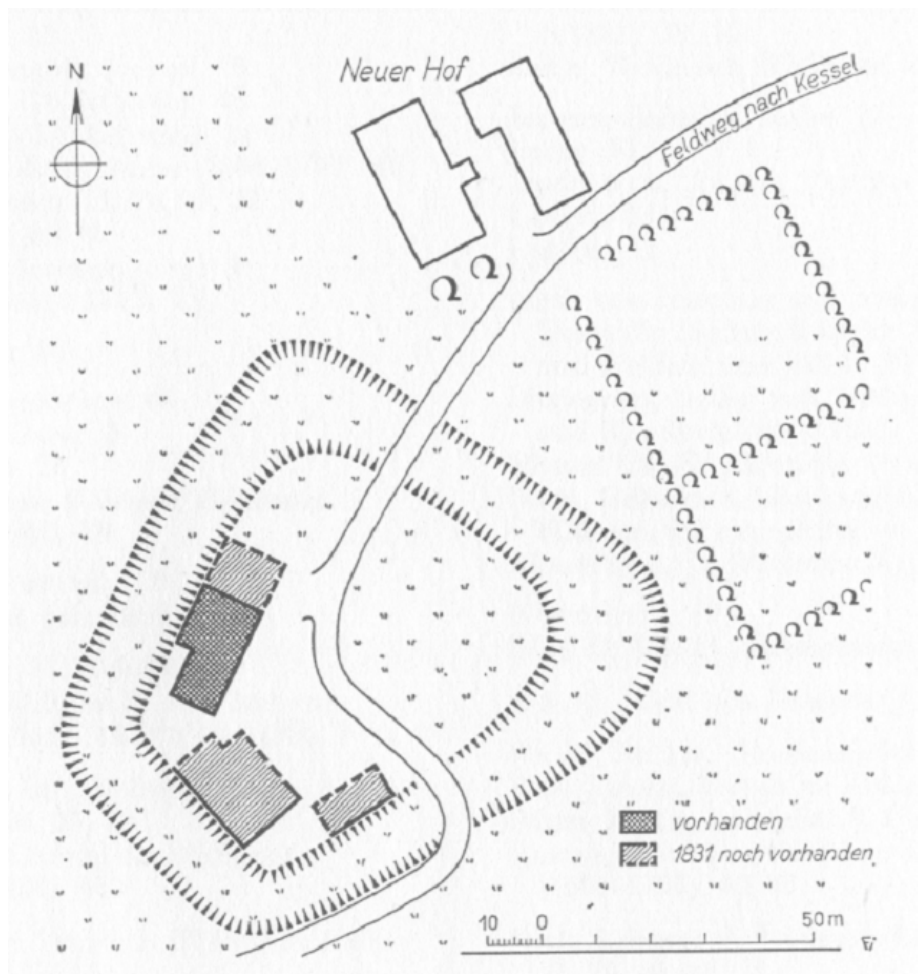 N
Neuer Hof
Feldweg nach Kessel
vorhanden
1831 noch vorhanden
10 0 50 m